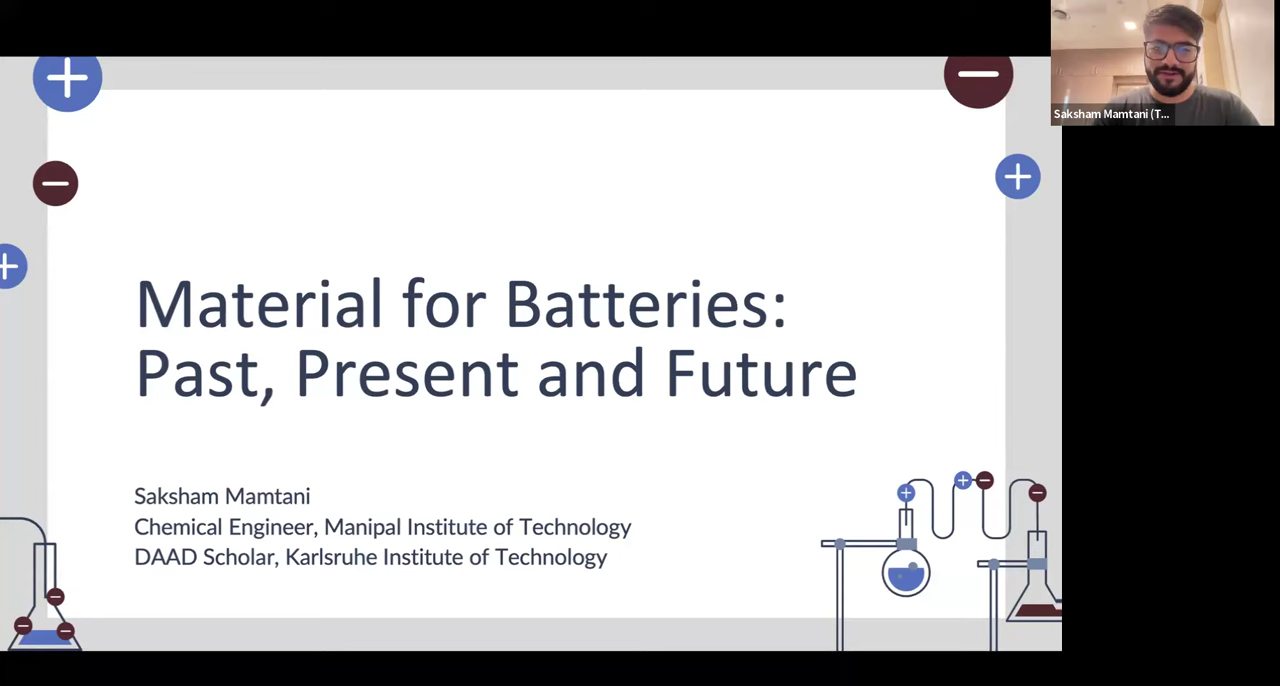 Material for Batteries:
Past, Present and Future
Saksham Mamtani
Chemical Engineer, Manipal Institute of Technology
DAAD Scholar, Karlsruhe Institute of Technology
Saksham Mamtani (T...